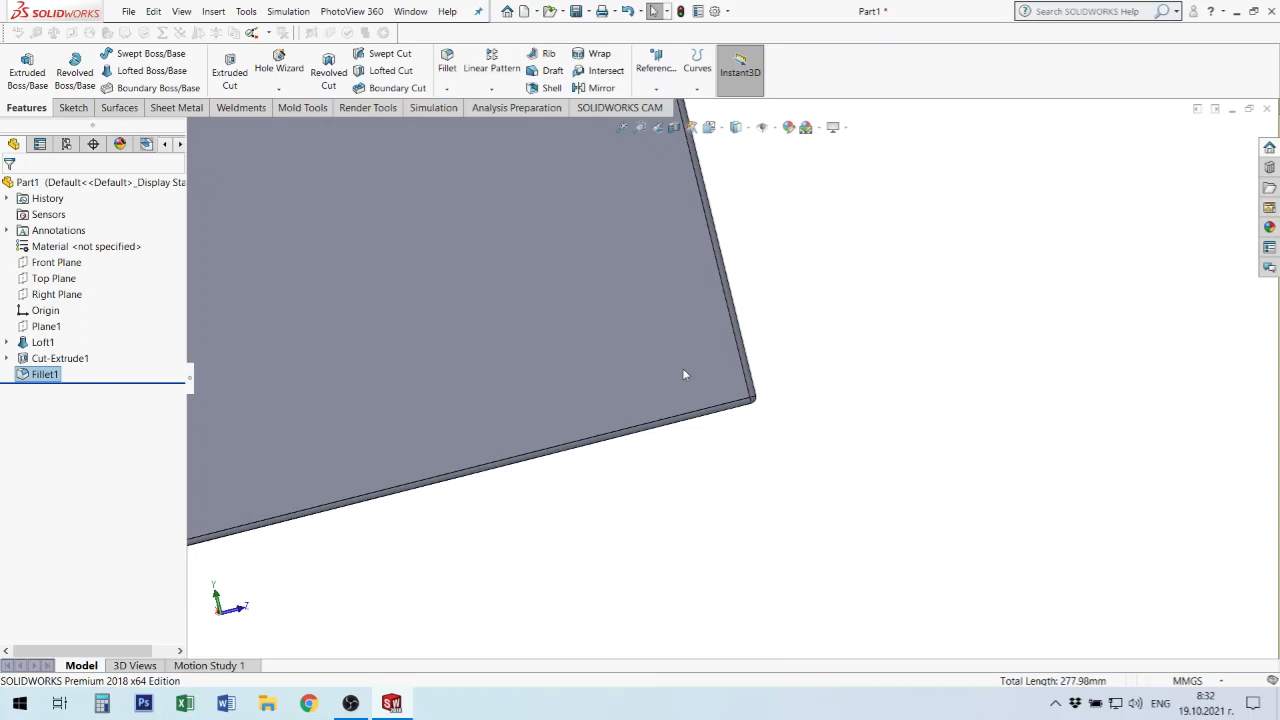 SOLIDWORKS File Edit View Insert Tools Simulation PhotoView 360 Window Help Part1 * Search SOLIDWORKS Help
Extruded Boss/Base
Revolved Boss/Base
Swept Boss/Base
Lofted Boss/Base
Boundary Boss/Base
Extruded Cut
Hole Wizard
Revolved Cut
Swept Cut
Lofted Cut
Boundary Cut
Fillet
Linear Pattern
Rib
Draft
Shell
Wrap
Intersect
Mirror
Referenc...
Curves
Instant3D
Features Sketch Surfaces Sheet Metal Weldments Mold Tools Render Tools Simulation Analysis Preparation SOLIDWORKS CAM
Part1 (Default<<Default>_Display Sta
History
Sensors
Annotations
Material <not specified>
Front Plane
Top Plane
Right Plane
Origin
Plane1
Loft1
Cut-Extrude1
Fillet1
Y
Z
Model 3D Views Motion Study 1
SOLIDWORKS Premium 2018 x64 Edition Total Length: 277.98mm MMGS
ENG
8:32
19.10.2021 г.